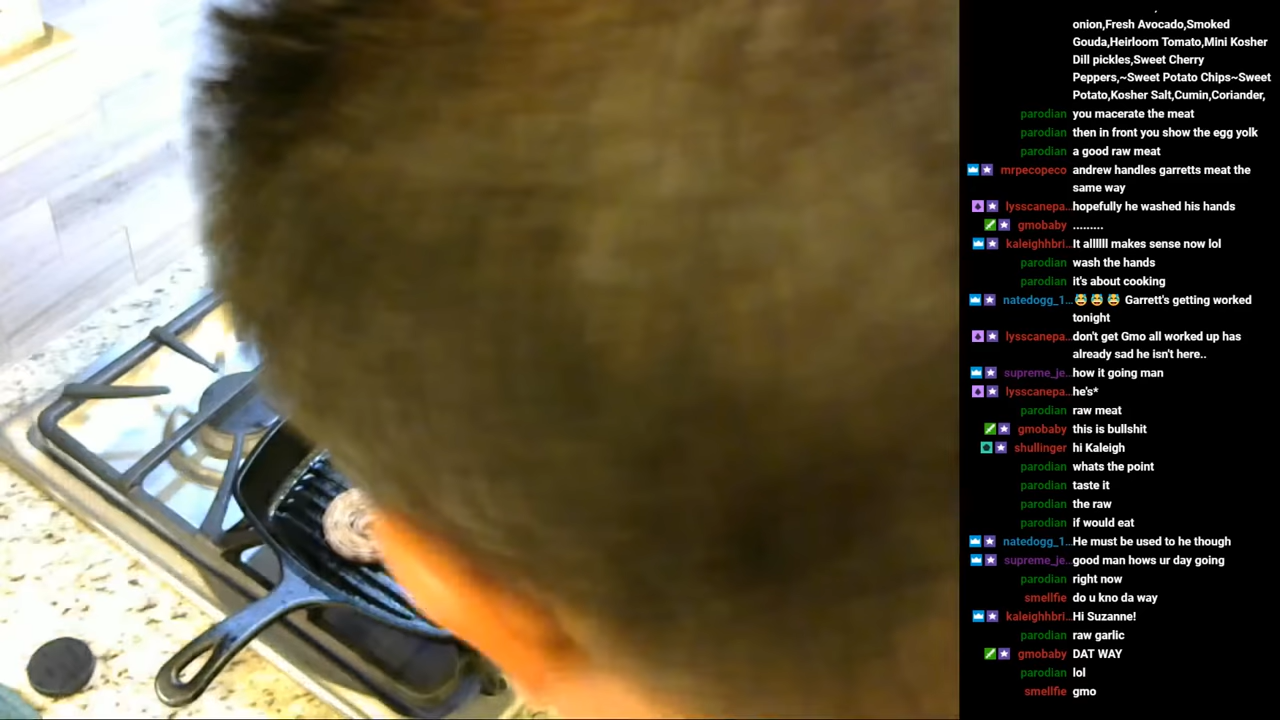 onion,Fresh Avocado,Smoked
Gouda,Heirloom Tomato,Mini Kosher
Dill pickles,Sweet Cherry
Peppers,~Sweet Potato Chips~Sweet
Potato,Kosher Salt,Cumin,Coriander,
parodian you macerate the meat
parodian then in front you show the egg yolk
parodian a good raw meat
mrpecopeco andrew handles garretts meat the
same way
lysscanepa… hopefully he washed his hands
gmobaby .........
kaleighhbri… It allllll makes sense now lol
parodian wash the hands
parodian it's about cooking
natedogg_1… 😅 😅 😅 Garrett's getting worked
tonight
lysscanepa… don't get Gmo all worked up has
already sad he isn't here..
supreme_je… how it going man
lysscanepa… he's*
parodian raw meat
gmobaby this is bullshit
shullinger hi Kaleigh
parodian whats the point
parodian taste it
parodian the raw
parodian if would eat
natedogg_1… He must be used to he though
supreme_je… good man hows ur day going
parodian right now
smellfie do u kno da way
kaleighhbri… Hi Suzanne!
parodian raw garlic
gmobaby DAT WAY
parodian lol
smellfie gmo